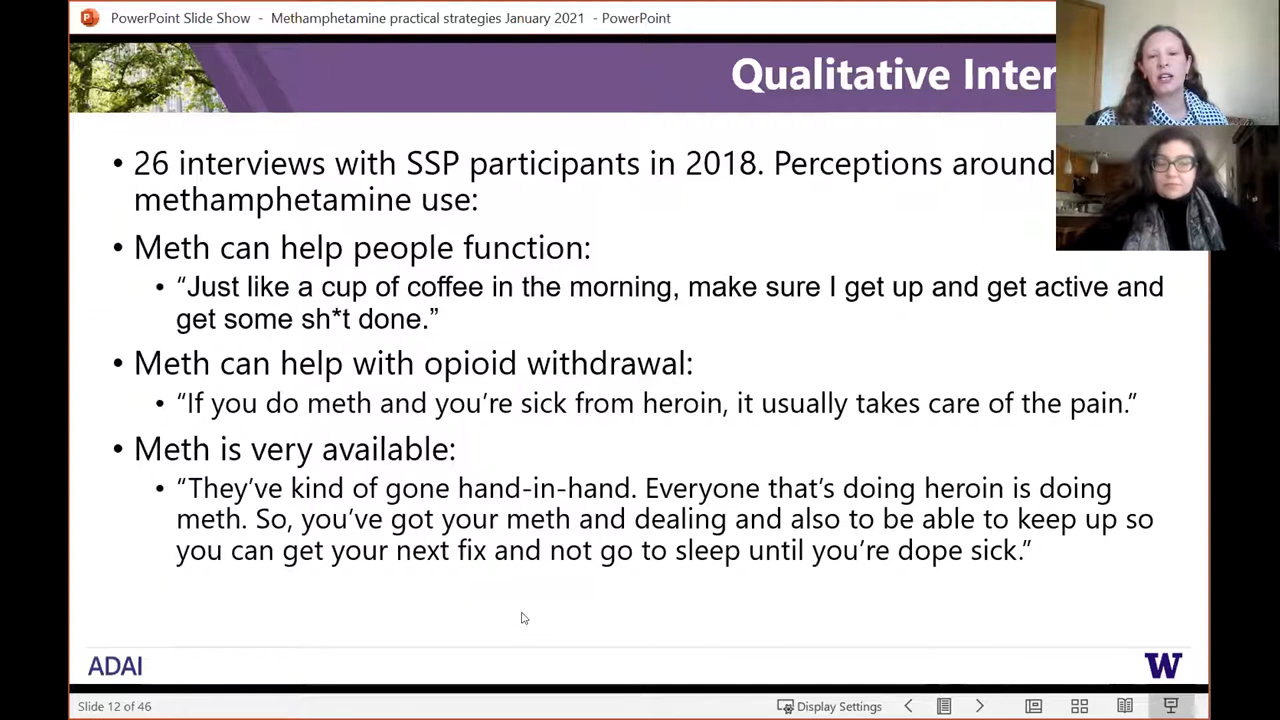 PowerPoint Slide Show - Methamphetamine practical strategies January 2021 - PowerPoint
Qualitative Inter
• 26 interviews with SSP participants in 2018. Perceptions around
methamphetamine use:
• Meth can help people function:
• “Just like a cup of coffee in the morning, make sure I get up and get active and
get some sh*t done.”
• Meth can help with opioid withdrawal:
• “If you do meth and you’re sick from heroin, it usually takes care of the pain.”
• Meth is very available:
• “They’ve kind of gone hand-in-hand. Everyone that’s doing heroin is doing
meth. So, you’ve got your meth and dealing and also to be able to keep up so
you can get your next fix and not go to sleep until you’re dope sick.”
ADAI
W
Slide 12 of 46
Display Settings